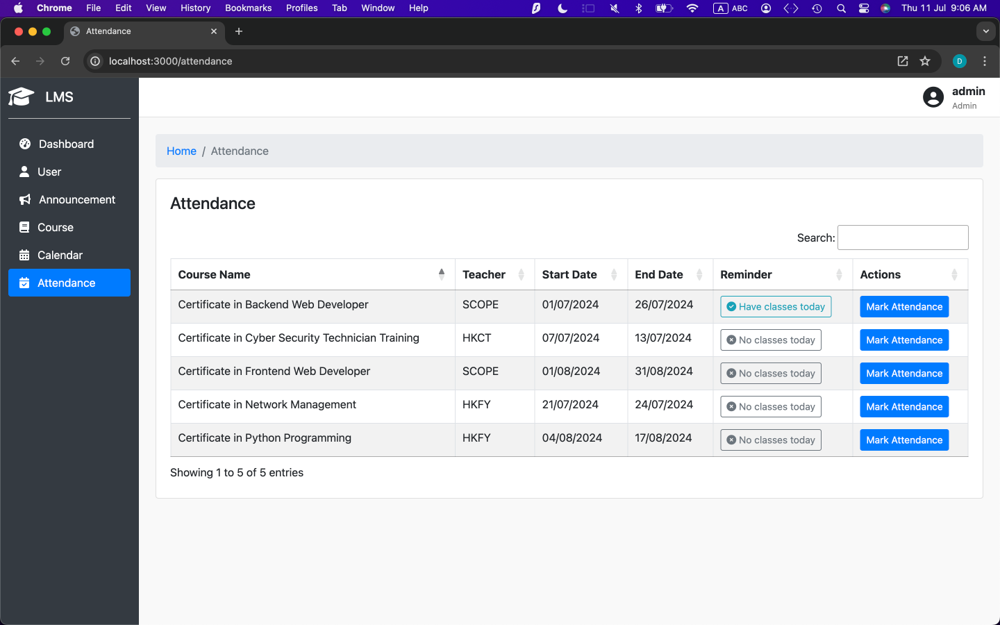 Chrome File Edit View History Bookmarks Profiles Tab Window Help A ABC Thu 11 Jul 9:06 AM
Attendance
localhost:3000/attendance D
LMS
admin
Admin
Dashboard
User
Announcement
Course
Calendar
Attendance
Home / Attendance
Attendance
Search:
Course Name Teacher Start Date End Date Reminder Actions
Certificate in Backend Web Developer SCOPE 01/07/2024 26/07/2024 Have classes today Mark Attendance
Certificate in Cyber Security Technician Training HKCT 07/07/2024 13/07/2024 No classes today Mark Attendance
Certificate in Frontend Web Developer SCOPE 01/08/2024 31/08/2024 No classes today Mark Attendance
Certificate in Network Management HKFY 21/07/2024 24/07/2024 No classes today Mark Attendance
Certificate in Python Programming HKFY 04/08/2024 17/08/2024 No classes today Mark Attendance
Showing 1 to 5 of 5 entries